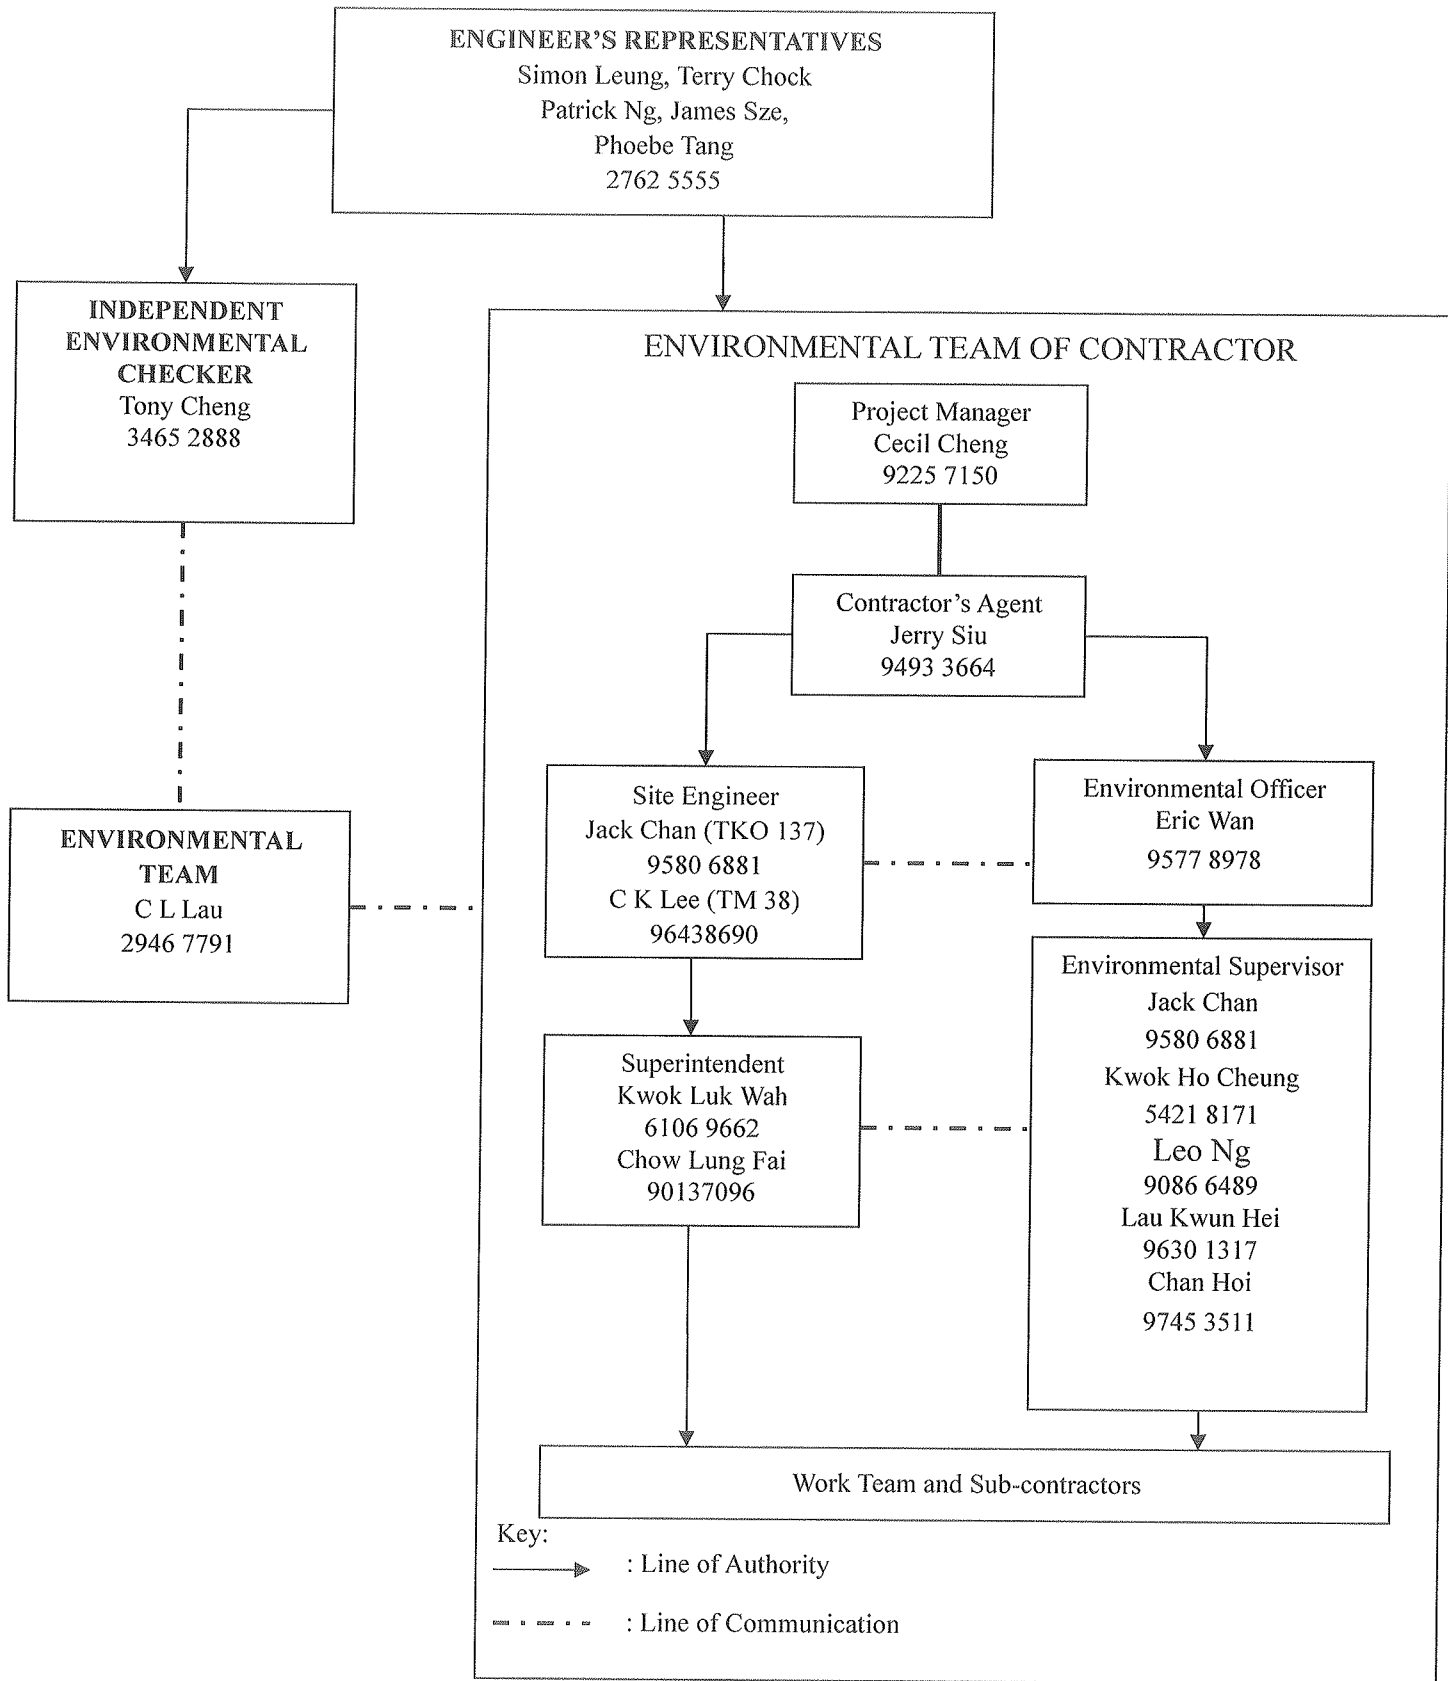 ENGINEER'S REPRESENTATIVES
Simon Leung, Terry Chock
Patrick Ng, James Sze,
Phoebe Tang
2762 5555
INDEPENDENT
ENVIRONMENTAL
CHECKER
Tony Cheng
3465 2888
ENVIRONMENTAL
TEAM
C L Lau
2946 7791
ENVIRONMENTAL TEAM OF CONTRACTOR
Project Manager
Cecil Cheng
9225 7150
Contractor's Agent
Jerry Siu
9493 3664
Site Engineer
Jack Chan (TKO 137)
9580 6881
C K Lee (TM 38)
96438690
Environmental Officer
Eric Wan
9577 8978
Superintendent
Kwok Luk Wah
6106 9662
Chow Lung Fai
90137096
Environmental Supervisor
Jack Chan
9580 6881
Kwok Ho Cheung
5421 8171
Leo Ng
9086 6489
Lau Kwun Hei
9630 1317
Chan Hoi
9745 3511
Work Team and Sub-contractors
Key:
: Line of Authority
: Line of Communication